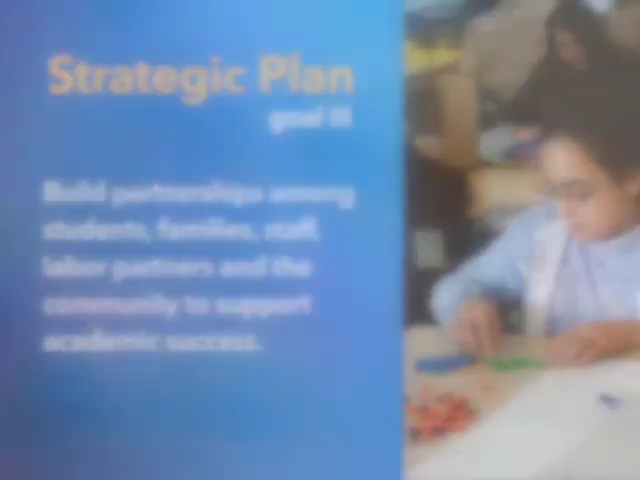 Strategic Plan
goal III
Build partnerships among
students, families, staff,
labor partners and the
community to support
academic success.